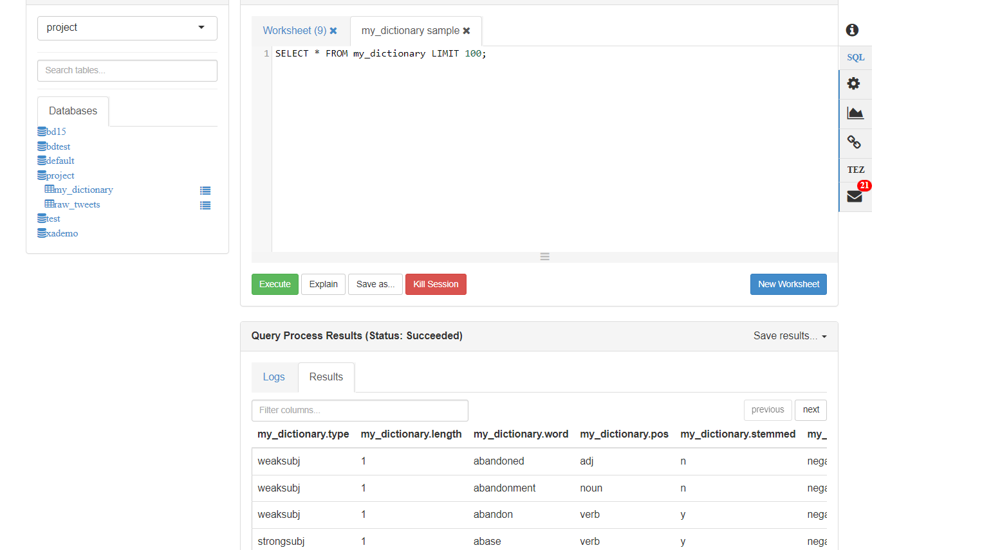 project
Search tables...
Databases
bd15
bdtest
default
project
my_dictionary
raw_tweets
test
xademo
Worksheet (9) my_dictionary sample
1 SELECT * FROM my_dictionary LIMIT 100;
Execute Explain Save as... Kill Session New Worksheet
SQL
TEZ
21
Query Process Results (Status: Succeeded) Save results...
Logs Results
Filter columns... previous next
my_dictionary.type my_dictionary.length my_dictionary.word my_dictionary.pos my_dictionary.stemmed my_
weaksubj 1 abandoned adj n nega
weaksubj 1 abandonment noun n nega
weaksubj 1 abandon verb y nega
strongsubj 1 abase verb y nega